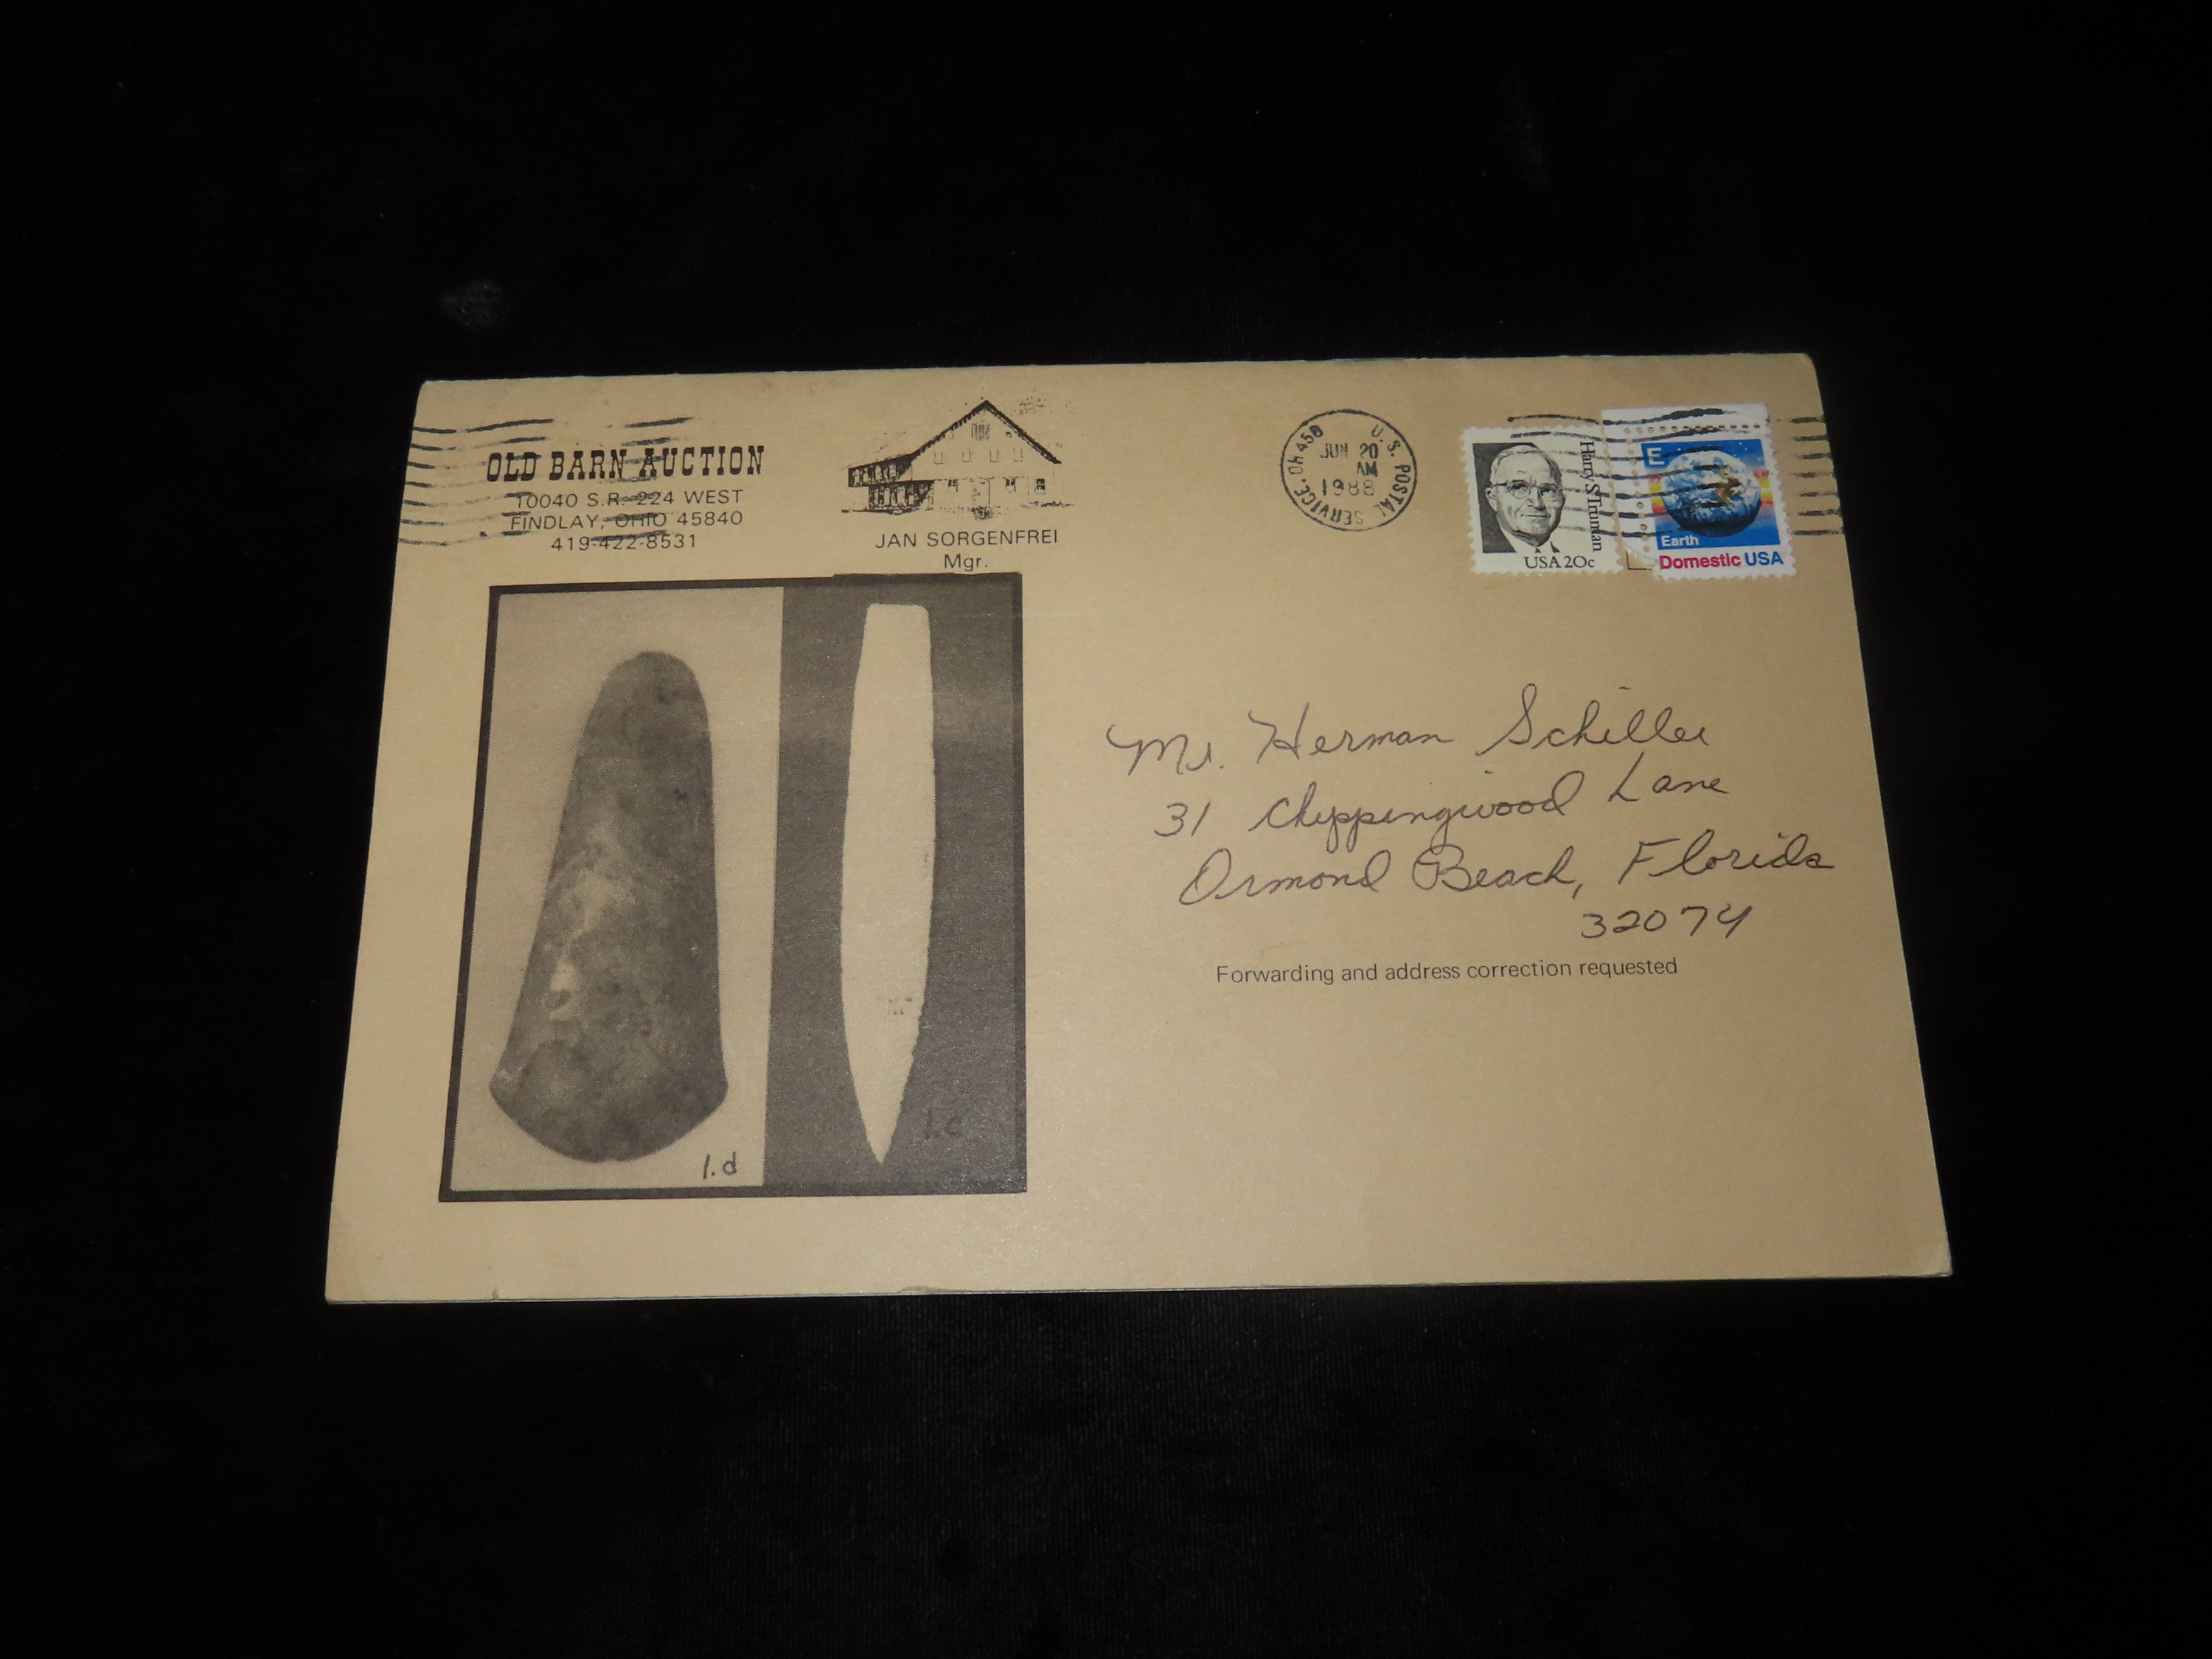 OLD BARN AUCTION
10040 S.R. 224 WEST
FINDLAY, OHIO 45840
419-422-8531
JAN SORGENFREI
Mgr.
U.S. POSTAL SERVICE, OH 458
JUN 20
AM
1988
Harry S. Truman
USA 20c
E
Earth
Domestic USA
Mr. Herman Schiller
31 Chippingwood Lane
Ormond Beach, Florida
32074
Forwarding and address correction requested
1.d
1.c